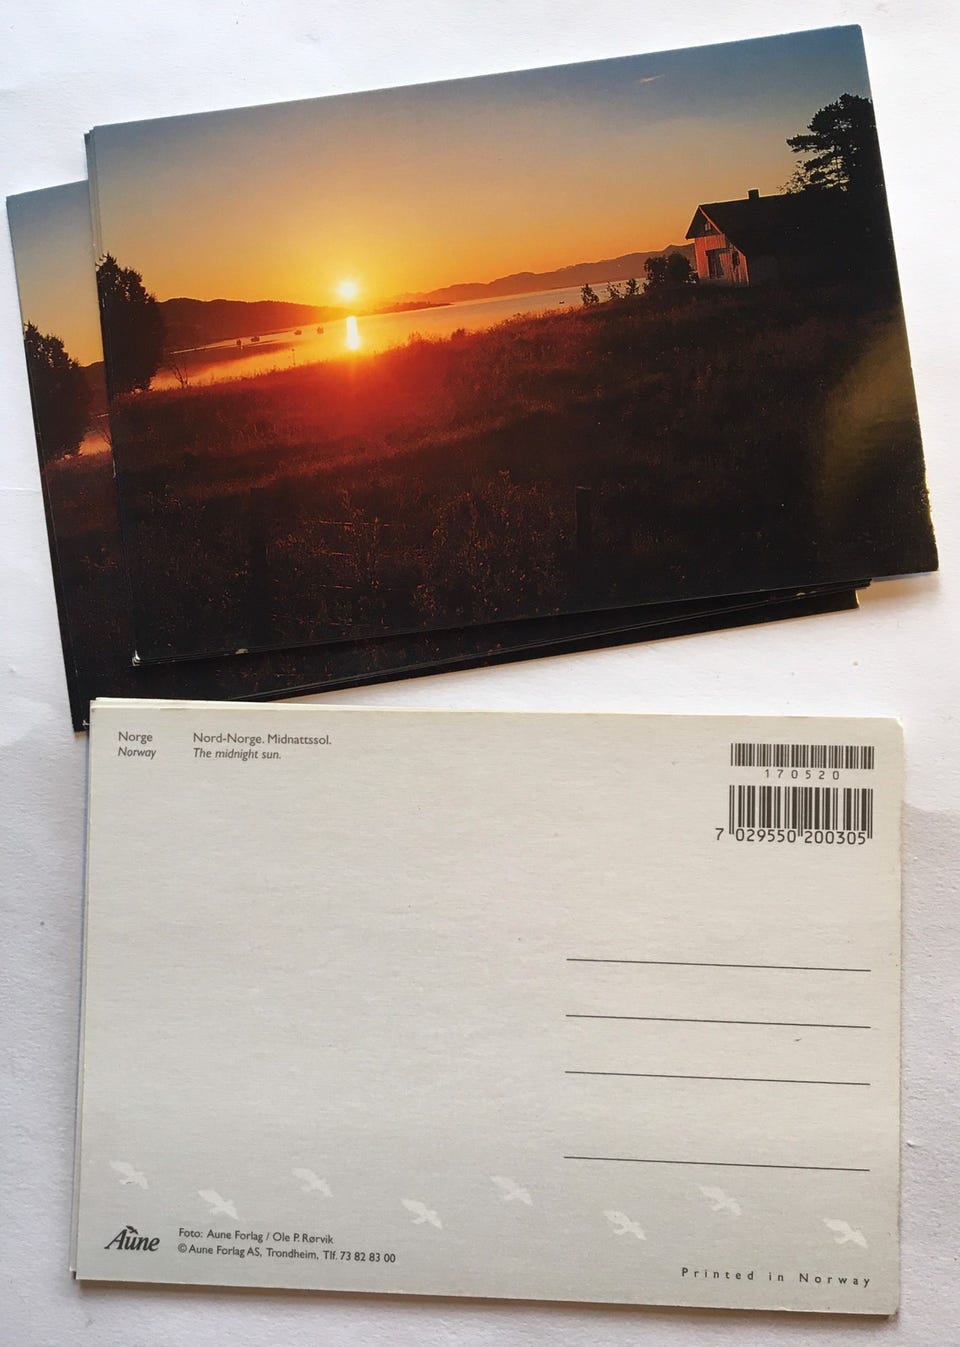 Norge
Norway
Nord-Norge. Midnattssol.
The midnight sun.
170520
7 029550 200305
Aune
Foto: Aune Forlag / Ole P. Rørvik
© Aune Forlag AS, Trondheim, Tlf. 73 82 83 00
Printed in Norway